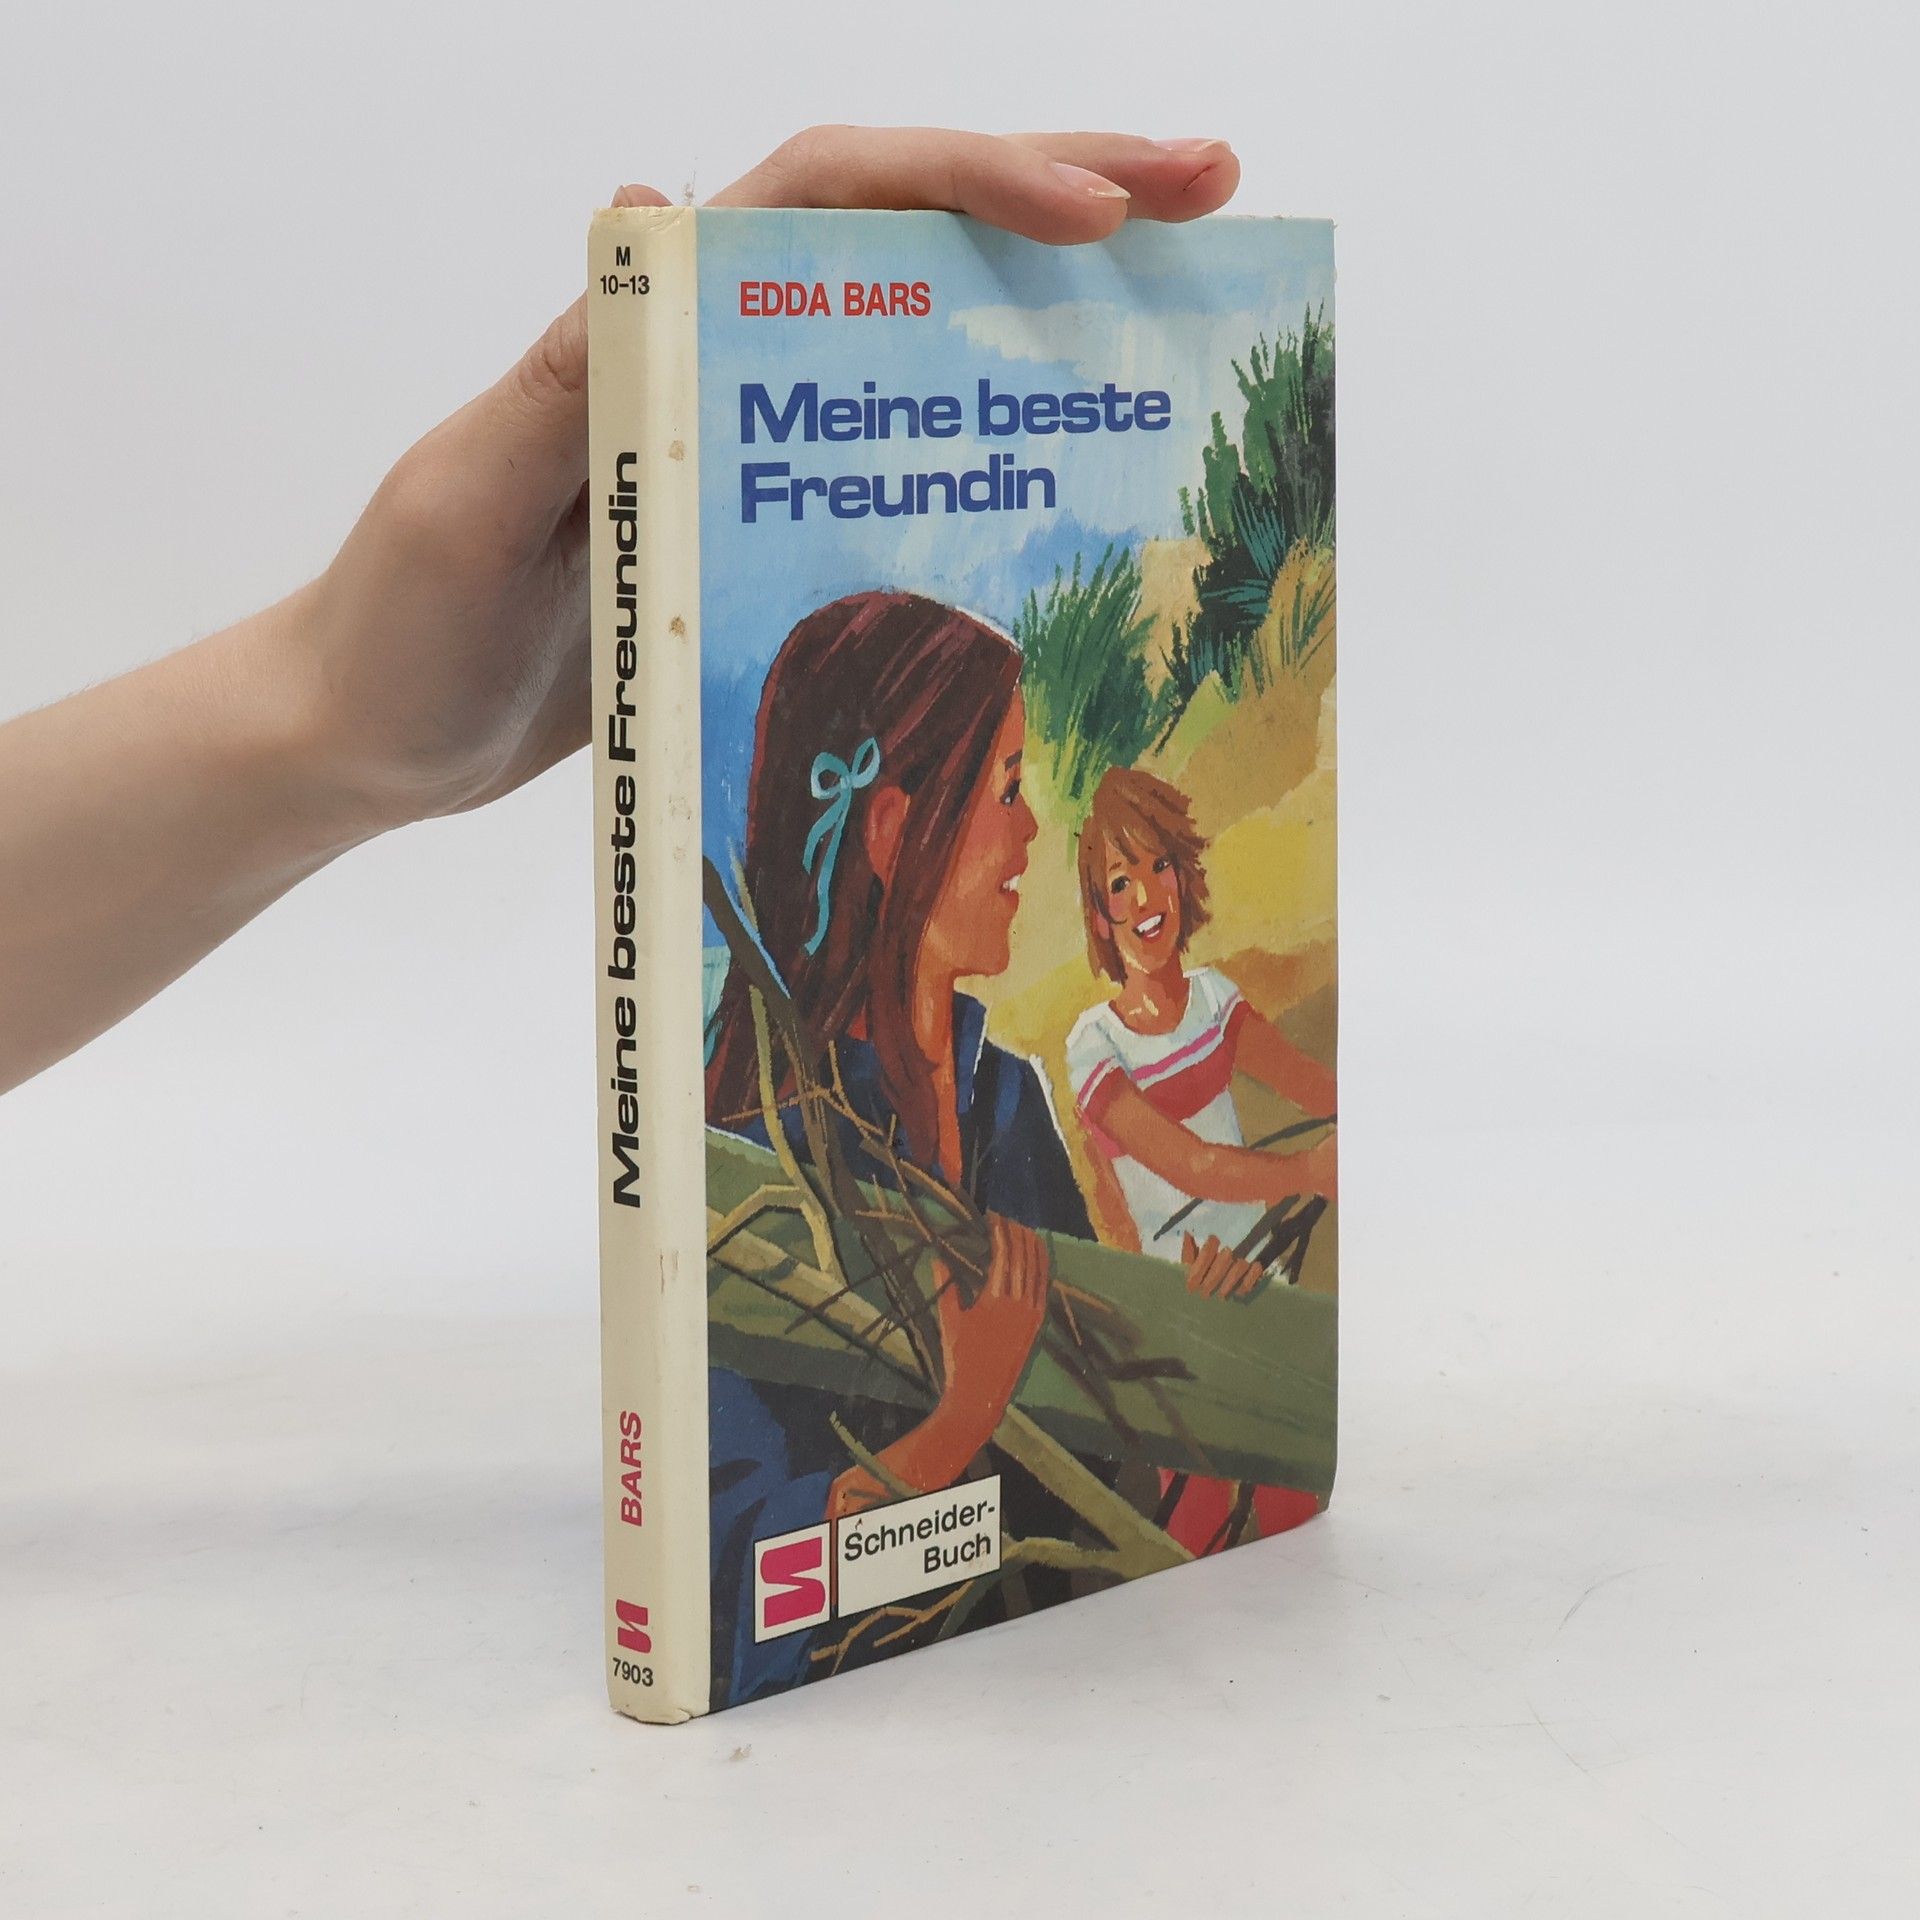 M
10-13
Meine beste Freundin
BARS
7903
EDDA BARS
Meine beste
Freundin
Schneider-
Buch